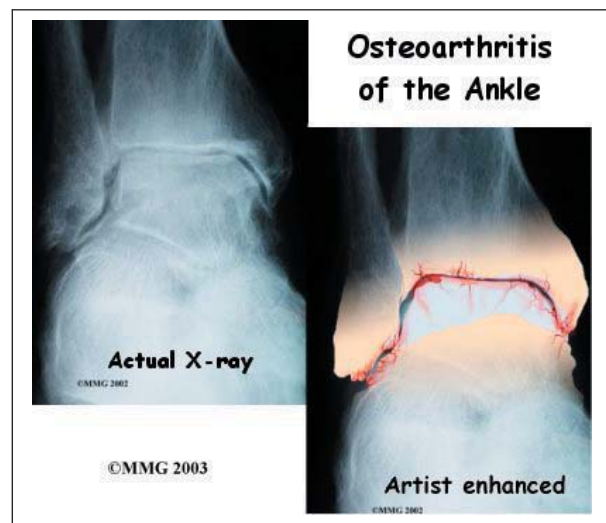 Osteoarthritis
of the Ankle
Actual X-ray
©MMG 2002
©MMG 2003
Artist enhanced
©MMG 2002